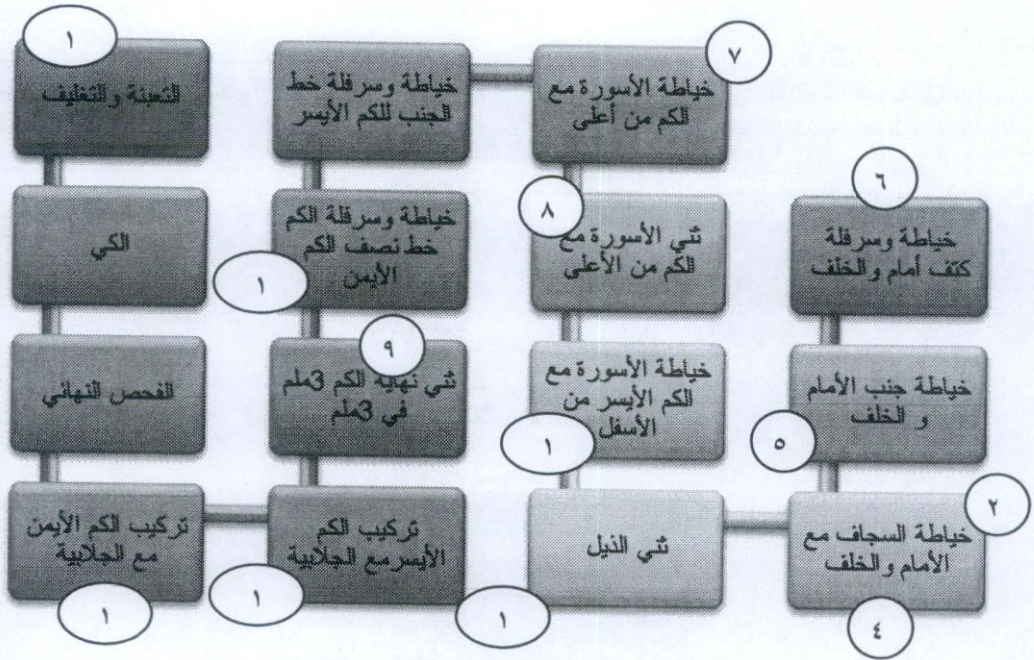 ٦
خياطة وسرفلة
كتف أمام والخلف
خياطة جنب الأمام
والخلف
٥
٢
خياطة السجاف مع
الأمام والخلف
٤
٧
خياطة الأسورة مع
الكم من أعلى
٨
ثني الأسورة مع
الكم من الأعلى
خياطة الأسورة مع
الكم الأيسر من
الأسفل
١
ثني الذيل
١
خياطة وسرفلة خط
الجنب للكم الأيسر
خياطة وسرفلة الكم
خط نصف الكم
الأيمن
١
٩
ثني نهاية الكم 3ملم
في 3ملم
تركيب الكم
الأيسر مع الجلابية
١
١
التعبئة والتغليف
الكي
الفحص النهائي
تركيب الكم الأيمن
مع الجلابية
١